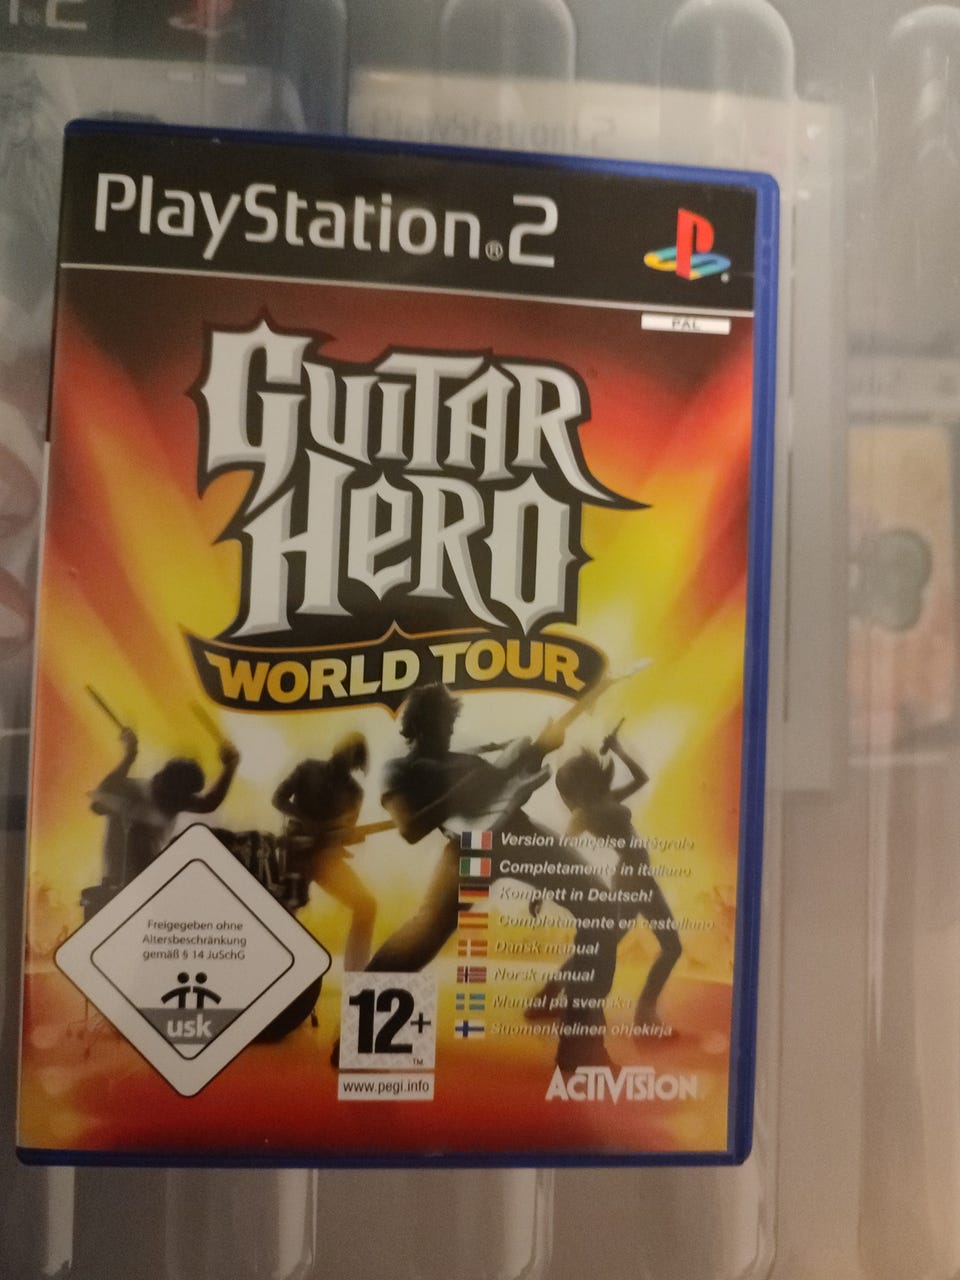 PlayStation®2
PAL
GUITAR
HERO
WORLD TOUR
Version française intégrale
Completamente in italiano
Komplett in Deutsch!
Completamente en castellano
Dansk manual
Norsk manual
Manual på svenska
Suomenkielinen ohjekirja
Freigegeben ohne
Altersbeschränkung
gemäß § 14 JuSchG
usk
12+
™
www.pegi.info
ACTIVISION